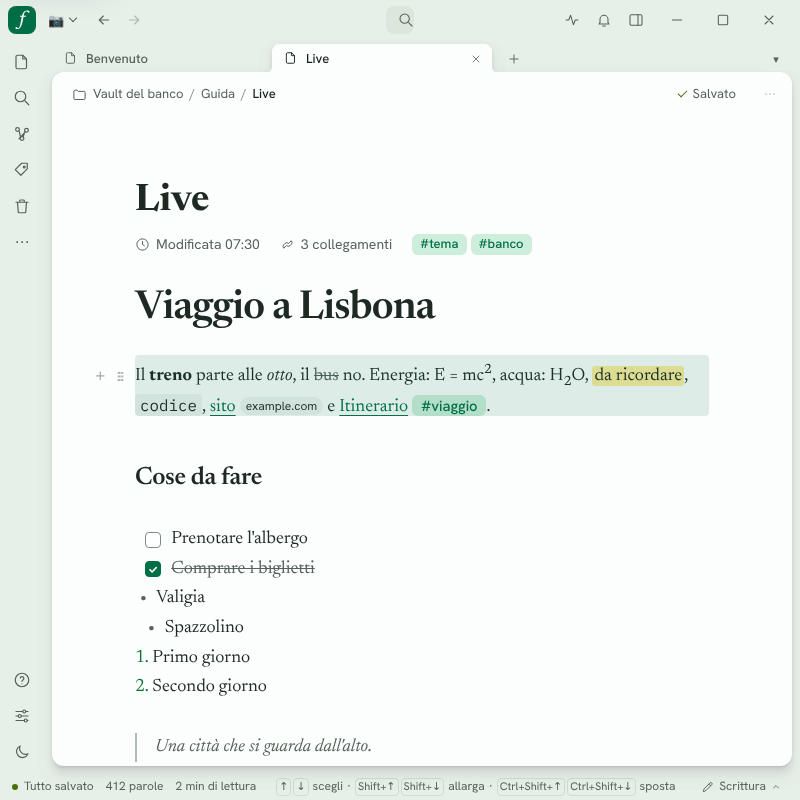 f
Benvenuto
Live
Vault del banco / Guida / Live
Salvato
Live
Modificata 07:30
3 collegamenti
#tema
#banco
Viaggio a Lisbona
Il treno parte alle otto, il bus no. Energia: E = mc², acqua: H₂O, da ricordare,
codice, sito example.com e Itinerario #viaggio.
Cose da fare
Prenotare l'albergo
Comprare i biglietti
• Valigia
• Spazzolino
1. Primo giorno
2. Secondo giorno
Una città che si guarda dall'alto.
Tutto salvato 412 parole 2 min di lettura ↑ ↓ scegli · Shift+↑ Shift+↓ allarga · Ctrl+Shift+↑ Ctrl+Shift+↓ sposta Scrittura